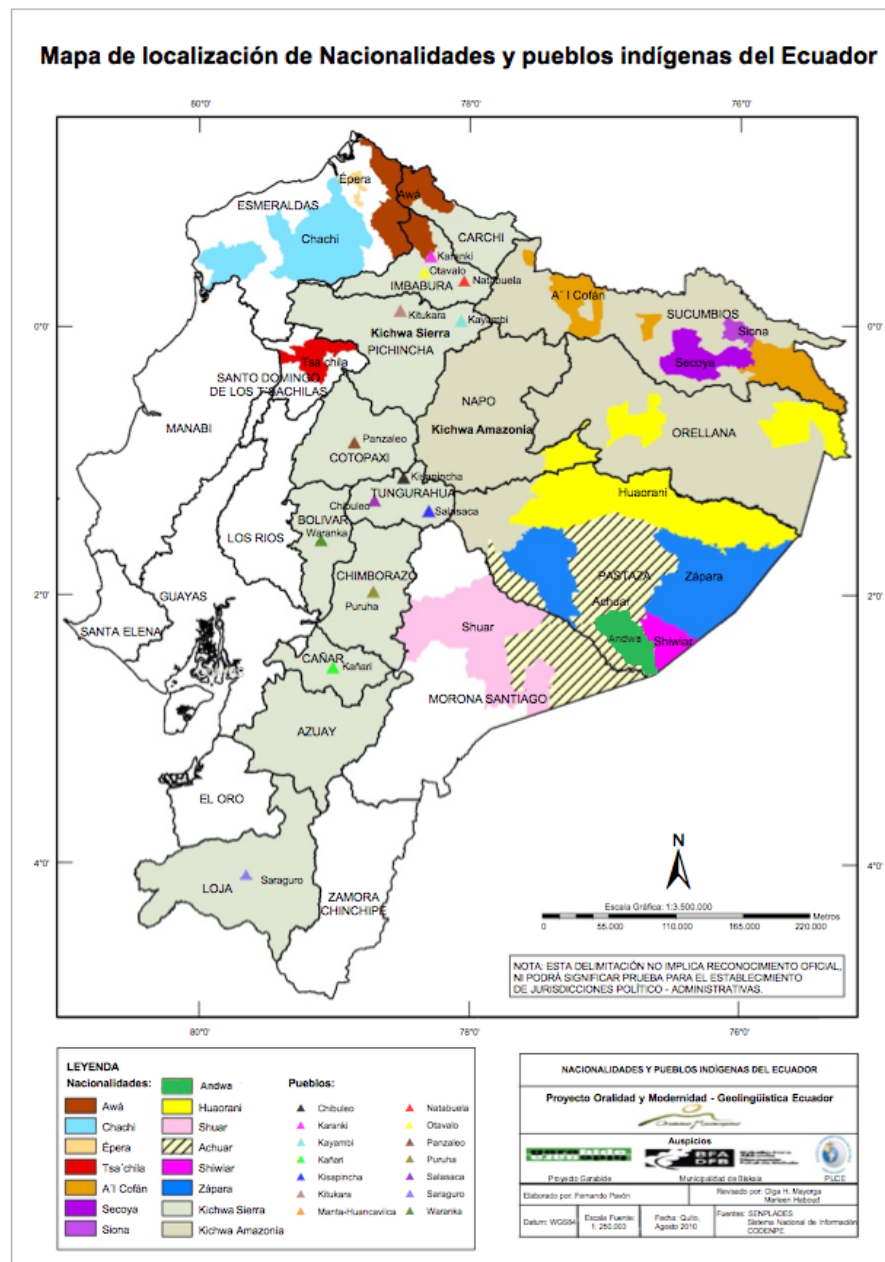 Mapa de localización de Nacionalidades y pueblos indígenas del Ecuador
80°0'
78°0'
76°0'
Épera
Awá
ESMERALDAS
Chachi
CARCHI
Karanki
Otavalo
Natabuela
IMBABURA
A´I Cofán
Kitukara
Kayambi
SUCUMBIOS
Siona
0°0'
0°0'
Kichwa Sierra
PICHINCHA
Secoya
Tsa´chila
SANTO DOMINGO
DE LOS T'SACHILAS
NAPO
MANABI
Kichwa Amazonía
ORELLANA
Panzaleo
COTOPAXI
Kisapincha
TUNGURAHUA
Huaorani
Chibuleo
Salasaca
BOLIVAR
LOS RIOS
Waranka
CHIMBORAZO
PASTAZA
Zápara
2°0'
GUAYAS
Puruha
Achuar
2°0'
SANTA ELENA
Shuar
Andwa
Shiwiar
CAÑAR
Kañari
MORONA SANTIAGO
AZUAY
EL ORO
4°0'
4°0'
N
LOJA
Saraguro
ZAMORA
CHINCHIPE
Escala Gráfica: 1:3.500.000
Metros
0 55.000 110.000 165.000 220.000
NOTA: ESTA DELIMITACIÓN NO IMPLICA RECONOCIMIENTO OFICIAL,
NI PODRÁ SIGNIFICAR PRUEBA PARA EL ESTABLECIMIENTO
DE JURISDICCIONES POLÍTICO - ADMINISTRATIVAS.
80°0'
78°0'
76°0'
LEYENDA
Nacionalidades:
Awá
Chachi
Épera
Tsa´chila
A'I Cofán
Secoya
Siona
Andwa
Huaorani
Shuar
Achuar
Shiwiar
Zápara
Kichwa Sierra
Kichwa Amazonía
Pueblos:
Chibuleo
Karanki
Kayambi
Kañari
Kisapincha
Kitukara
Manta-Huancavilca
Natabuela
Otavalo
Panzaleo
Puruha
Salasaca
Saraguro
Waranka
NACIONALIDADES Y PUEBLOS INDÍGENAS DEL ECUADOR
Proyecto Oralidad y Modernidad - Geolingüística Ecuador
Auspicios
garabide
BFA
DFB
Proyecto Garabide
Municipalidad de Biskaia
PUCE
Elaborado por: Fernando Pavón
Revisado por: Olga H. Mayorga
Marleen Haboud
Datum: WGS84
Escala Fuente:
1: 250.000
Fecha: Quito,
Agosto 2010
Fuentes: SENPLADES
Sistema Nacional de Información
CODENPE